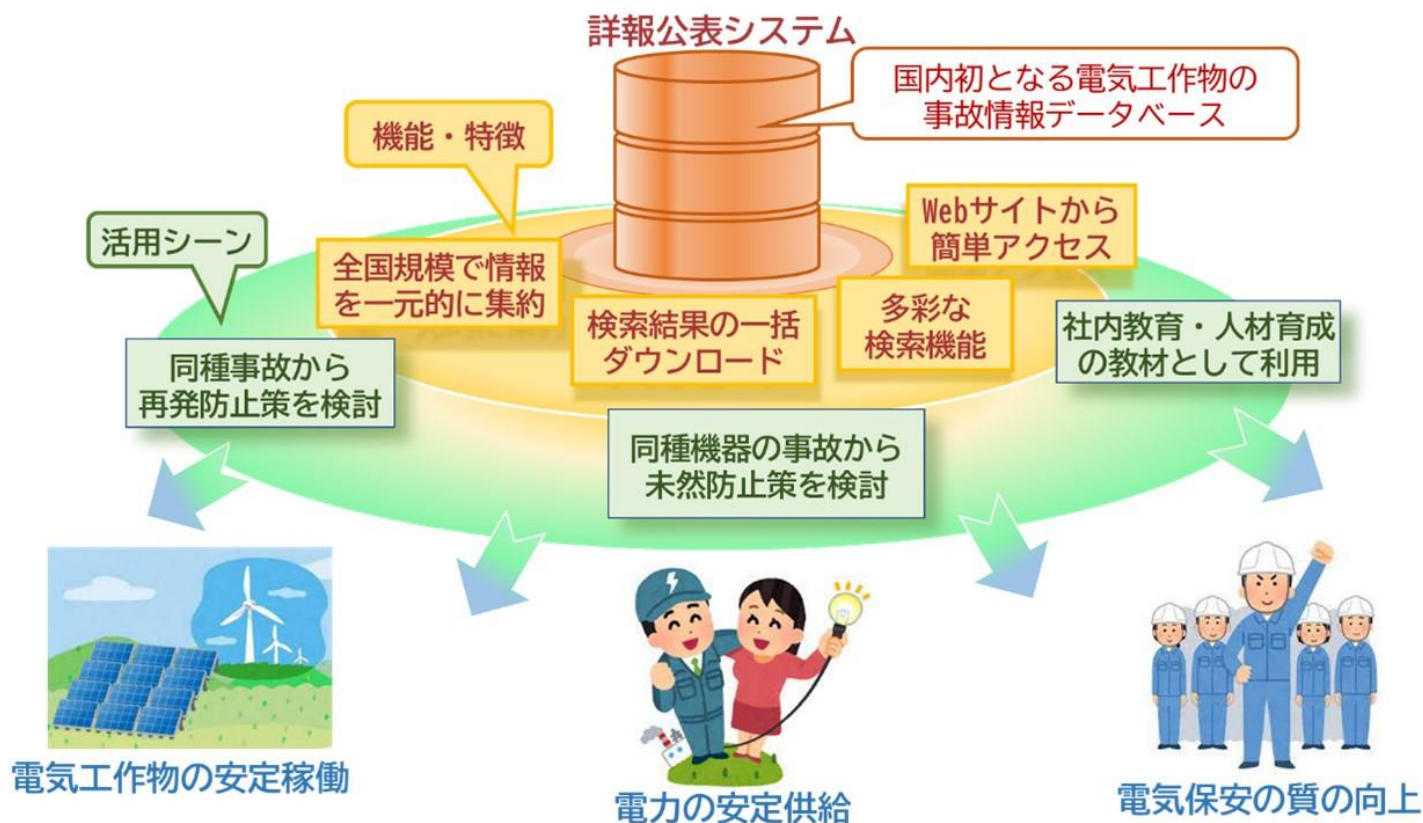 詳報公表システム
国内初となる電気工作物の
事故情報データベース
機能・特徴
活用シーン
全国規模で情報
を一元的に集約
検索結果の一括
ダウンロード
多彩な
検索機能
Webサイトから
簡単アクセス
同種事故から
再発防止策を検討
同種機器の事故から
未然防止策を検討
社内教育・人材育成
の教材として利用
電気工作物の安定稼働
電力の安定供給
電気保安の質の向上